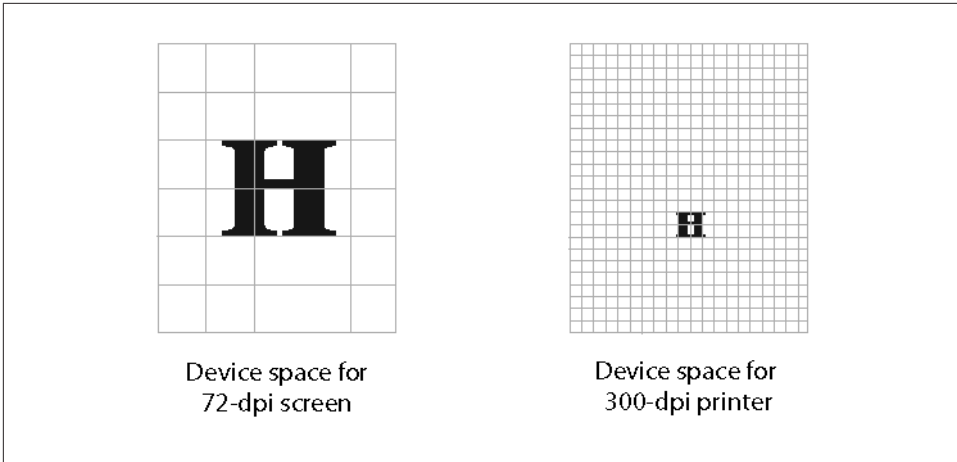 H
H
Device space for
72-dpi screen
Device space for
300-dpi printer